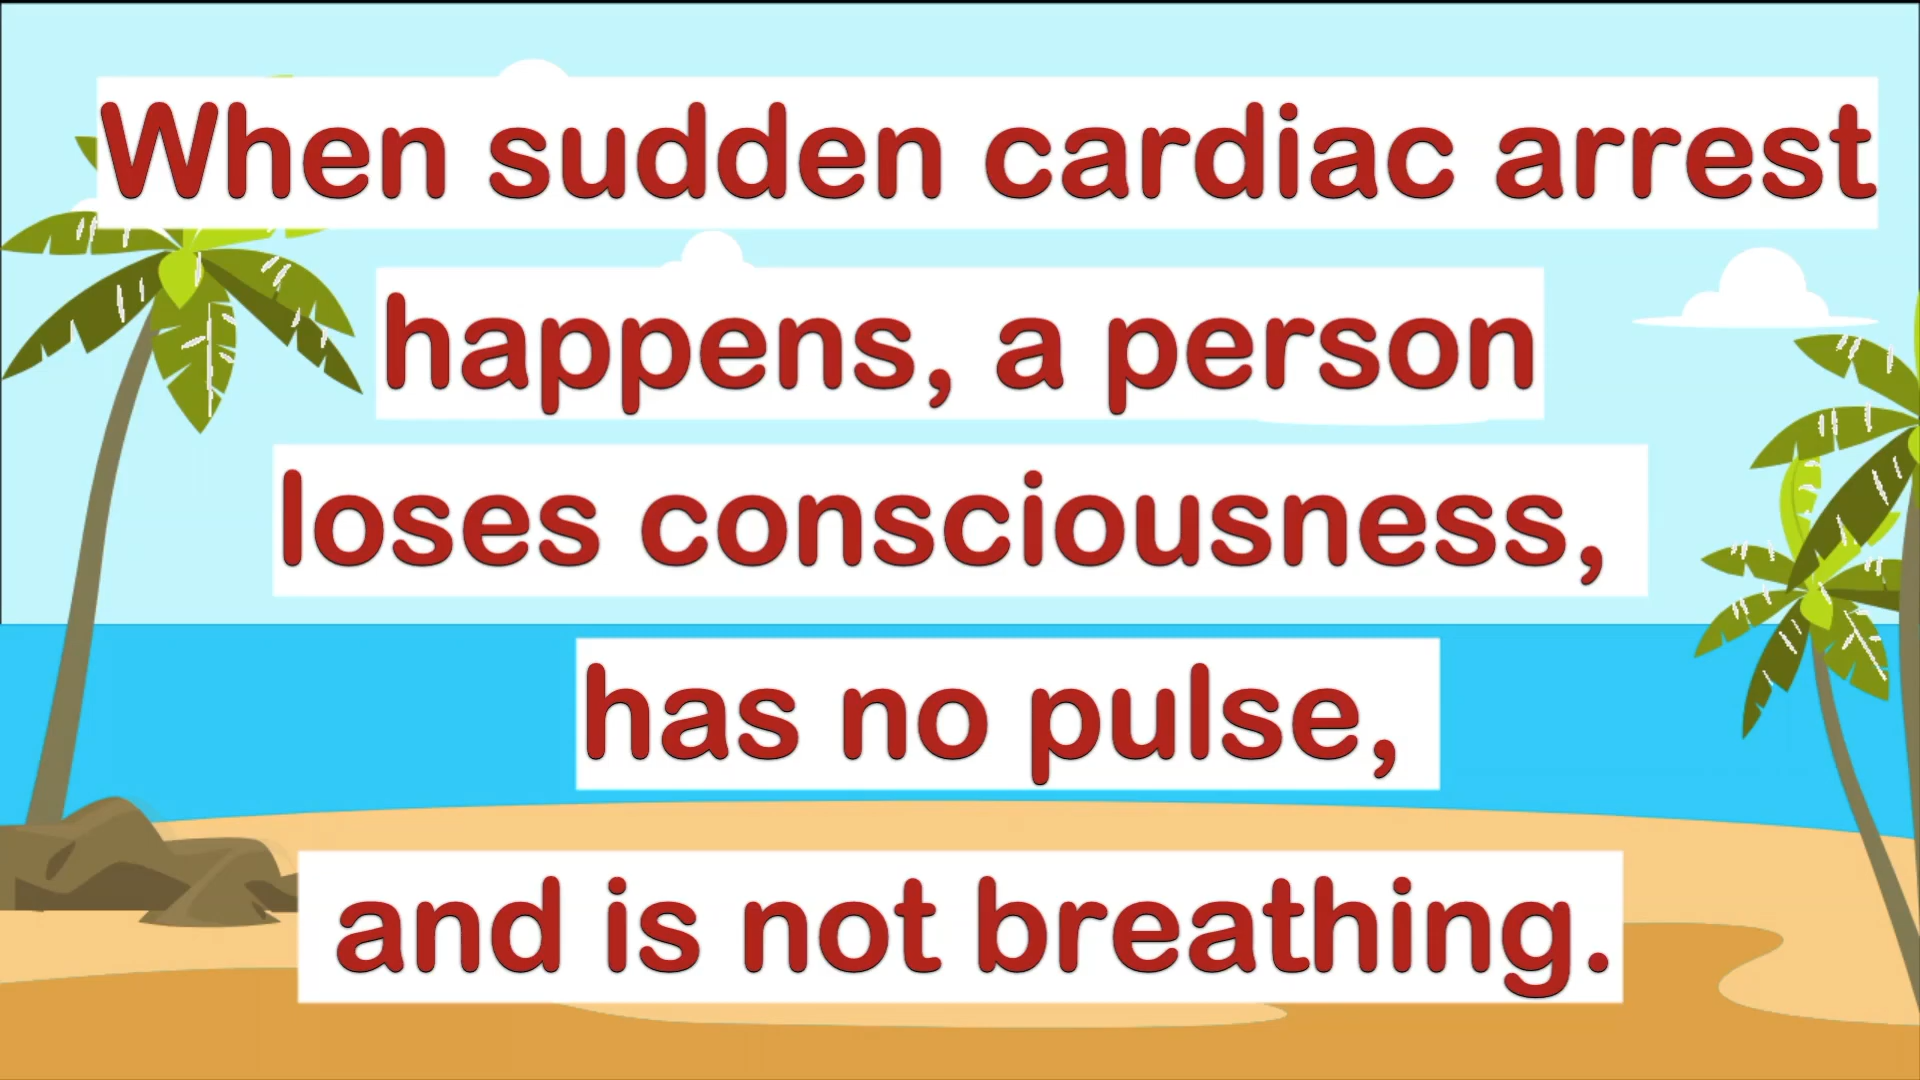 When sudden cardiac arrest
happens, a person
loses consciousness,
has no pulse,
and is not breathing.